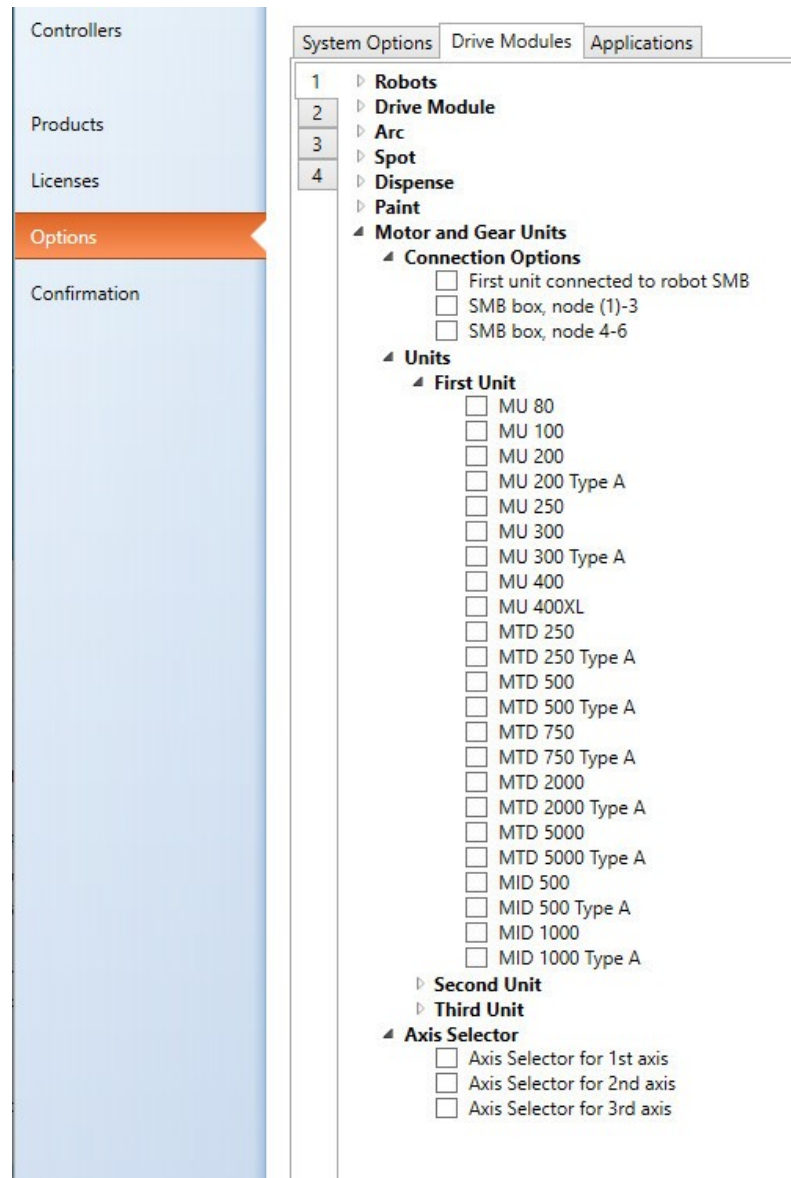 Controllers
Products
Licenses
Options
Confirmation
System Options Drive Modules Applications
1
2
3
4
Robots
Drive Module
Arc
Spot
Dispense
Paint
Motor and Gear Units
Connection Options
First unit connected to robot SMB
SMB box, node (1)-3
SMB box, node 4-6
Units
First Unit
MU 80
MU 100
MU 200
MU 200 Type A
MU 250
MU 300
MU 300 Type A
MU 400
MU 400XL
MTD 250
MTD 250 Type A
MTD 500
MTD 500 Type A
MTD 750
MTD 750 Type A
MTD 2000
MTD 2000 Type A
MTD 5000
MTD 5000 Type A
MID 500
MID 500 Type A
MID 1000
MID 1000 Type A
Second Unit
Third Unit
Axis Selector
Axis Selector for 1st axis
Axis Selector for 2nd axis
Axis Selector for 3rd axis